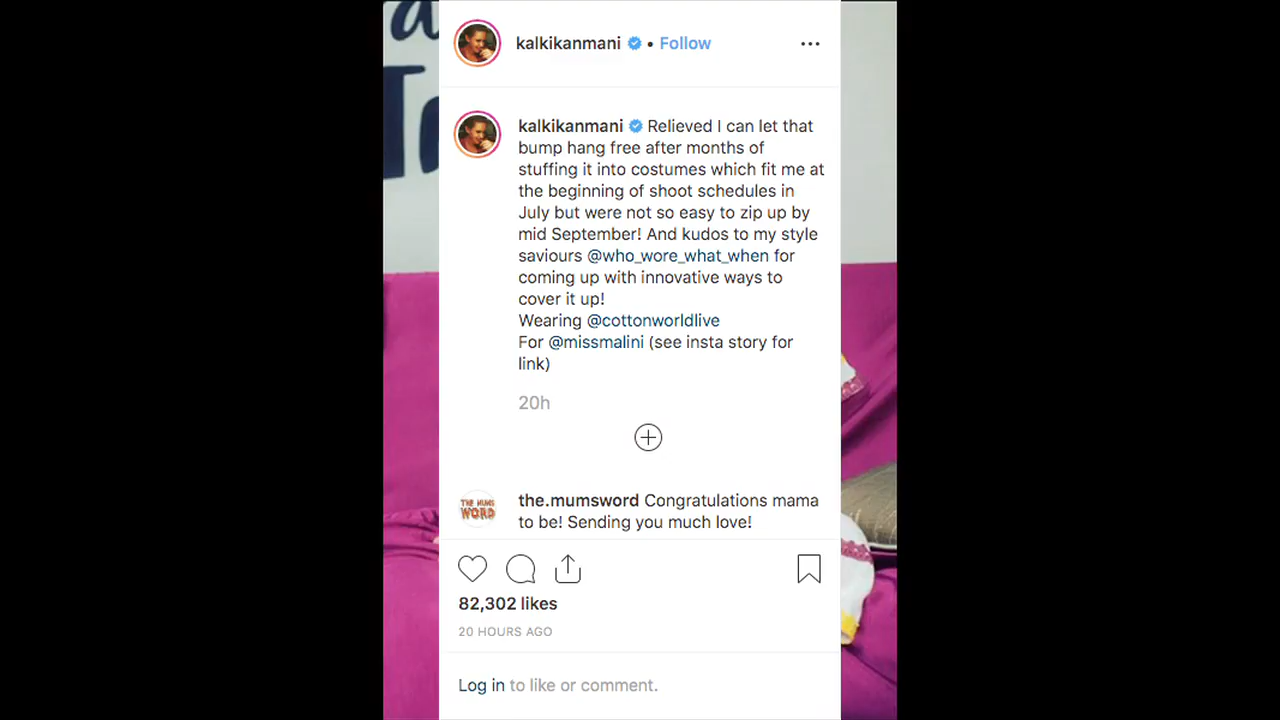 kalkikanmani • Follow
kalkikanmani Relieved I can let that
bump hang free after months of
stuffing it into costumes which fit me at
the beginning of shoot schedules in
July but were not so easy to zip up by
mid September! And kudos to my style
saviours @who_wore_what_when for
coming up with innovative ways to
cover it up!
Wearing @cottonworldlive
For @missmalini (see insta story for
link)
20h
THE MUMS
WORD
the.mumsword Congratulations mama
to be! Sending you much love!
82,302 likes
20 HOURS AGO
Log in to like or comment.